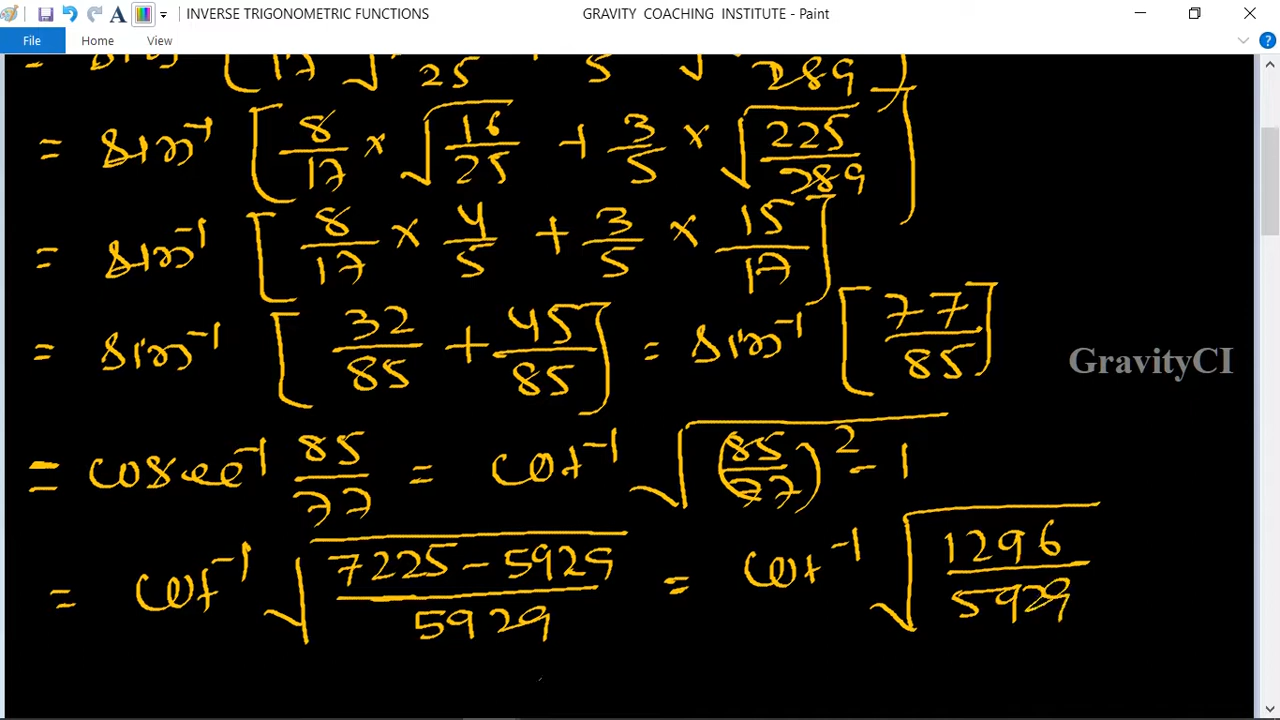 INVERSE TRIGONOMETRIC FUNCTIONS GRAVITY COACHING INSTITUTE - Paint
File Home View
= sin⁻¹ [ 8/17 × √(16/25) + 3/5 × √(225/289) ]
= sin⁻¹ [ 8/17 × 4/5 + 3/5 × 15/17 ]
= sin⁻¹ [ 32/85 + 45/85 ] = sin⁻¹ [ 77/85 ]
GravityCI
= cosec⁻¹ 85/77 = cot⁻¹ √((85/77)² - 1)
= cot⁻¹ √((7225 - 5929)/5929) = cot⁻¹ √(1296/5929)